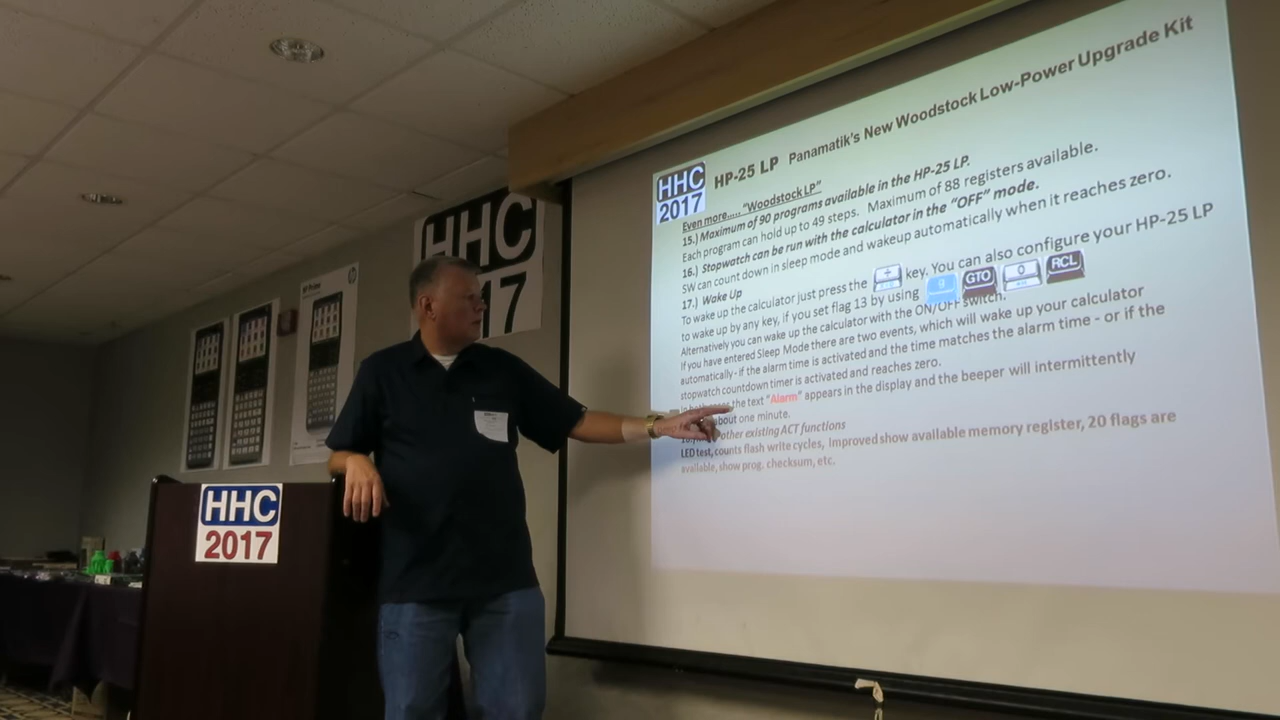 HHC
2017
HP-25 LP Panamatik's New Woodstock Low-Power Upgrade Kit
Even more..... "Woodstock LP"
15.) Maximum of 90 programs available in the HP-25 LP.
Each program can hold up to 49 steps. Maximum of 88 registers available.
16.) Stopwatch can be run with the calculator in the "OFF" mode.
SW can count down in sleep mode and wakeup automatically when it reaches zero.
17.) Wake Up
To wake up the calculator just press the key. You can also configure your HP-25 LP
to wake up by any key, if you set flag 13 by using g GTO 0 RCL
Alternatively you can wake up the calculator with the ON/OFF switch.
If you have entered Sleep Mode there are two events, which will wake up your calculator
automatically - if the alarm time is activated and the time matches the alarm time - or if the
stopwatch countdown timer is activated and reaches zero.
the text "Alarm" appears in the display and the beeper will intermittently
about one minute.
other existing ACT functions
LED test, counts flash write cycles, Improved show available memory register, 20 flags are
available, show prog. checksum, etc.
HHC
17
HHC
2017